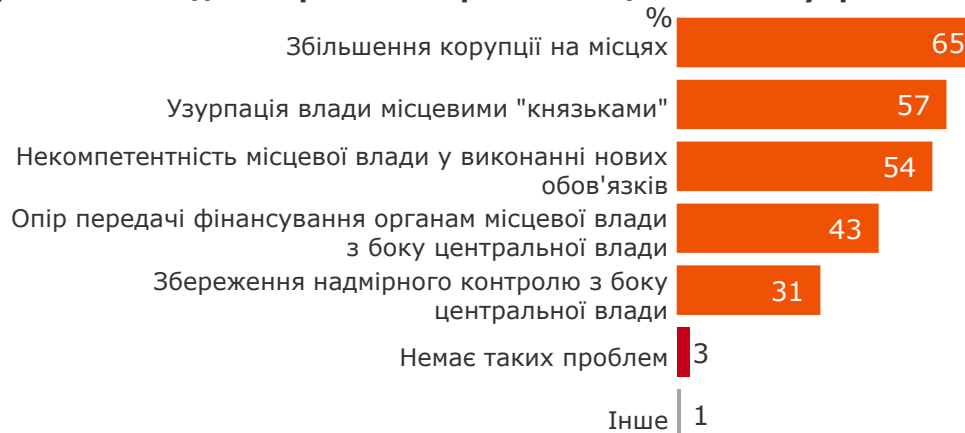 %
Збільшення корупції на місцях
65
Узурпація влади місцевими "князьками"
57
Некомпетентність місцевої влади у виконанні нових
обов'язків
54
Опір передачі фінансування органам місцевої влади
з боку центральної влади
43
Збереження надмірного контролю з боку
центральної влади
31
Немає таких проблем
3
Інше
1